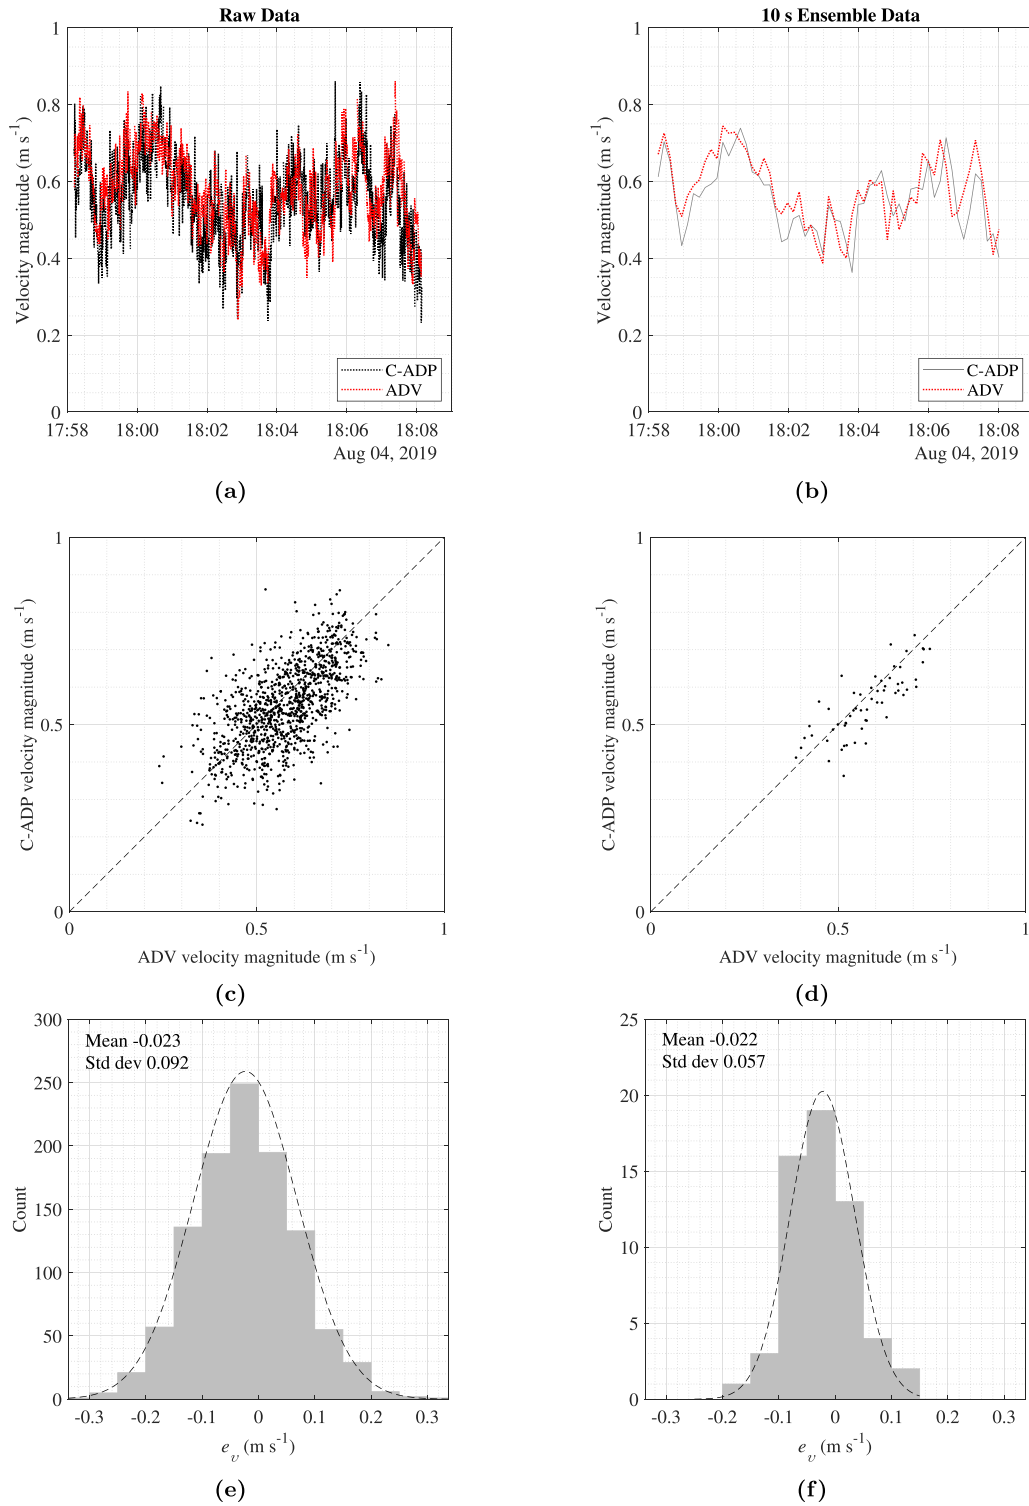 Raw Data
1
0.8
0.6
0.4
0.2
0
Velocity magnitude (m s-1)
C-ADP
ADV
17:58 18:00 18:02 18:04 18:06 18:08
Aug 04, 2019
(a)
10 s Ensemble Data
1
0.8
0.6
0.4
0.2
0
Velocity magnitude (m s-1)
C-ADP
ADV
17:58 18:00 18:02 18:04 18:06 18:08
Aug 04, 2019
(b)
1
0.5
0
C-ADP velocity magnitude (m s-1)
0 0.5 1
ADV velocity magnitude (m s-1)
(c)
1
0.5
0
C-ADP velocity magnitude (m s-1)
0 0.5 1
ADV velocity magnitude (m s-1)
(d)
300
250
200
150
100
50
0
Count
Mean -0.023
Std dev 0.092
-0.3 -0.2 -0.1 0 0.1 0.2 0.3
eυ (m s-1)
(e)
25
20
15
10
5
0
Count
Mean -0.022
Std dev 0.057
-0.3 -0.2 -0.1 0 0.1 0.2 0.3
eυ (m s-1)
(f)